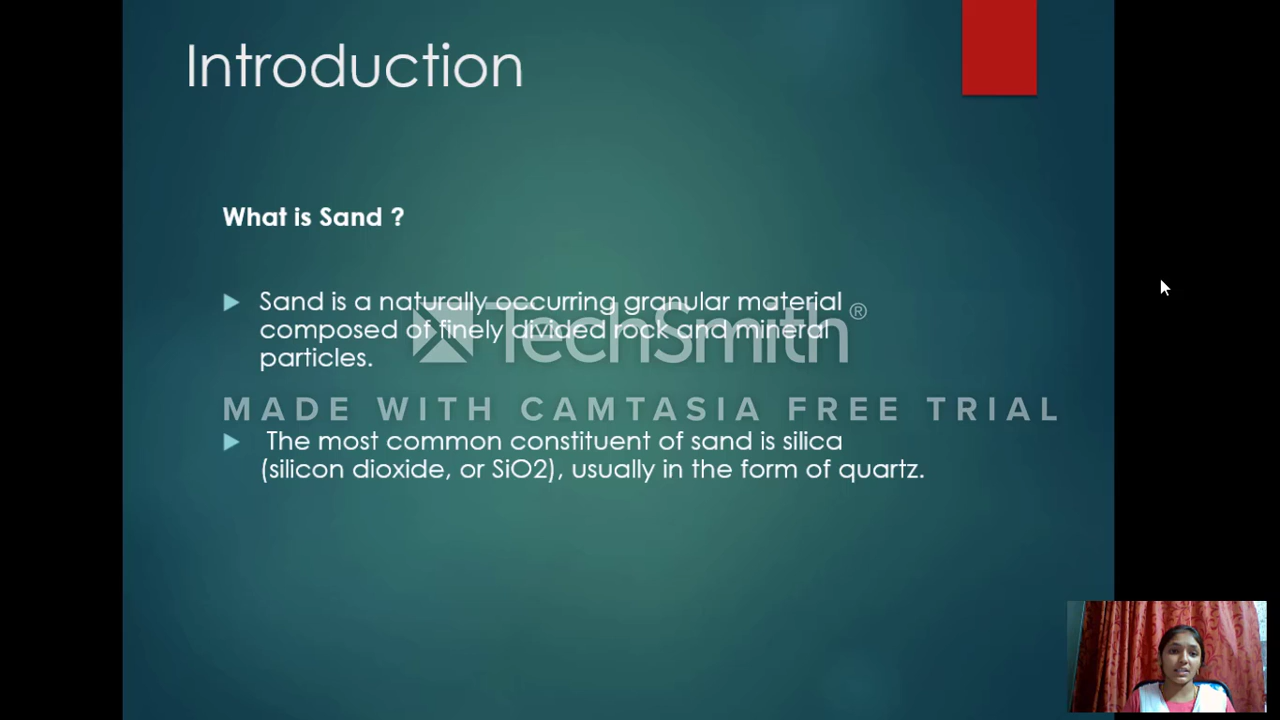 Introduction
What is Sand ?
Sand is a naturally occurring granular material
composed of finely divided rock and mineral
particles.
TechSmith®
MADE WITH CAMTASIA FREE TRIAL
The most common constituent of sand is silica
(silicon dioxide, or SiO2), usually in the form of quartz.